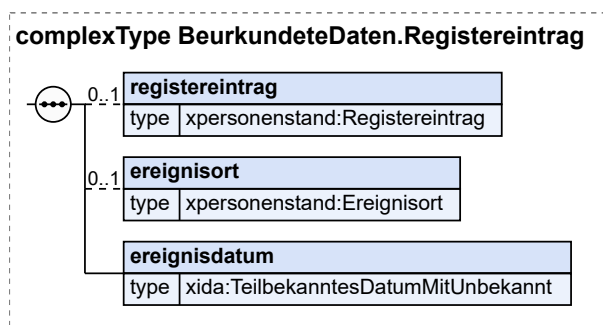 complexType BeurkundeteDaten.Registereintrag
0..1
registereintrag
type xpersonenstand:Registereintrag
0..1
ereignisort
type xpersonenstand:Ereignisort
ereignisdatum
type xida:TeilbekanntesDatumMitUnbekannt